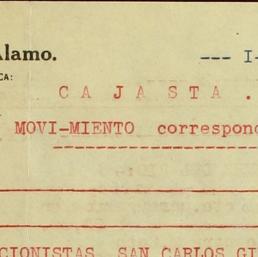 Alamo.
--- I-
CA:
C A J A S T A .
MOVI-MIENTO correspond
CIONISTAS, SAN CARLOS GI